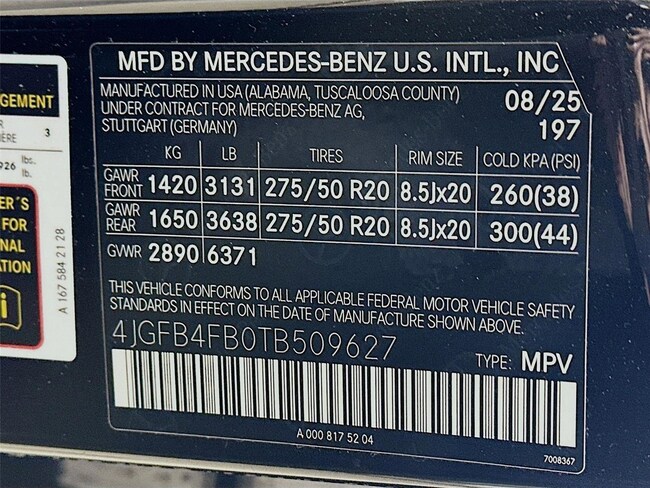 MFD BY MERCEDES-BENZ U.S. INTL., INC
MANUFACTURED IN USA (ALABAMA, TUSCALOOSA COUNTY) 08/25
UNDER CONTRACT FOR MERCEDES-BENZ AG,
STUTTGART (GERMANY) 197
KG LB TIRES RIM SIZE COLD KPA (PSI)
GAWR FRONT 1420 3131 275/50 R20 8.5Jx20 260(38)
GAWR REAR 1650 3638 275/50 R20 8.5Jx20 300(44)
GVWR 2890 6371
THIS VEHICLE CONFORMS TO ALL APPLICABLE FEDERAL MOTOR VEHICLE SAFETY
STANDARDS IN EFFECT ON THE DATE OF MANUFACTURE SHOWN ABOVE.
4JGFB4FB0TB509627
TYPE: MPV
A 000 817 52 04
7008367
GEMENT
3
926 lbs.
lb.
ER'S
FOR
NAL
ATION
i
A 167 584 21 28